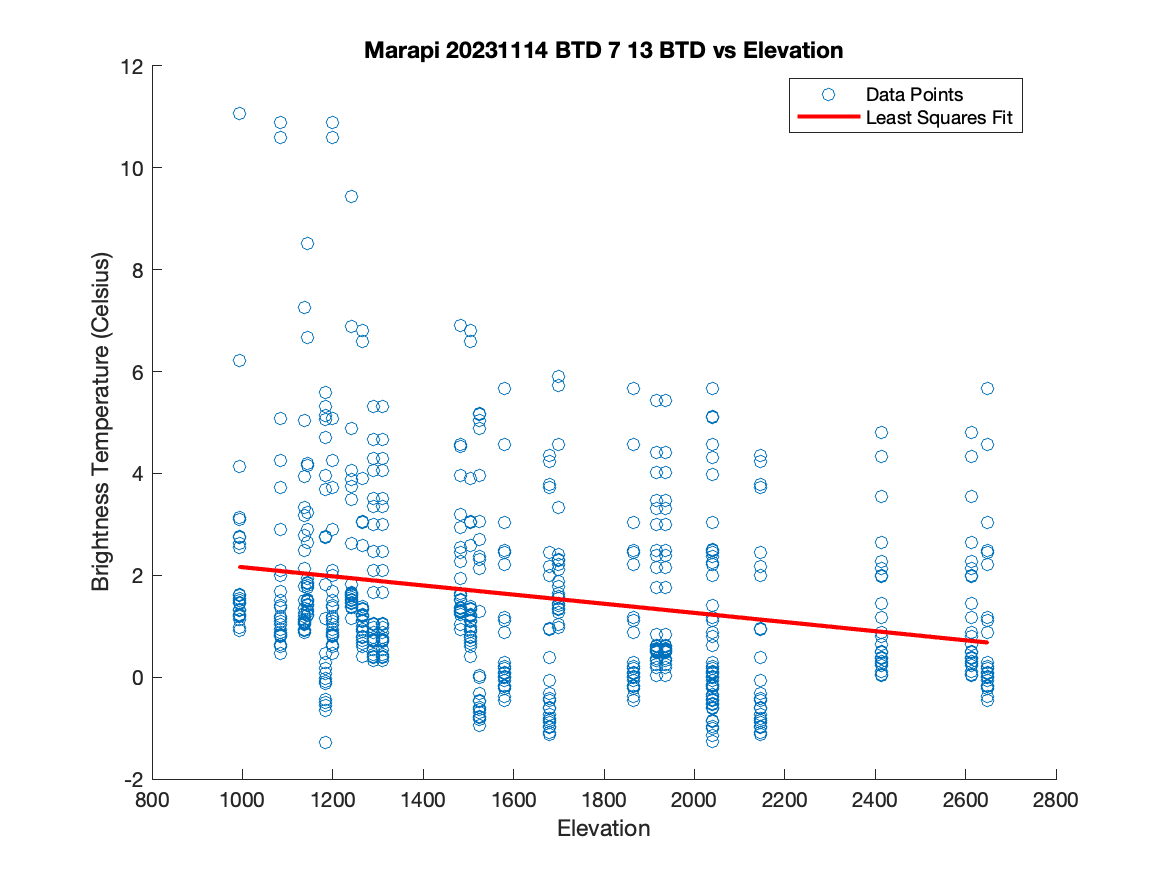 Marapi 20231114 BTD 7 13 BTD vs Elevation
Data Points
Least Squares Fit
12
10
8
6
4
2
0
-2
Brightness Temperature (Celsius)
800 1000 1200 1400 1600 1800 2000 2200 2400 2600 2800
Elevation